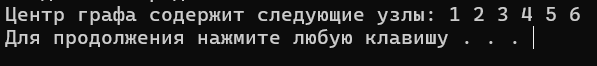 Центр графа содержит следующие узлы: 1 2 3 4 5 6
Для продолжения нажмите любую клавишу . . .